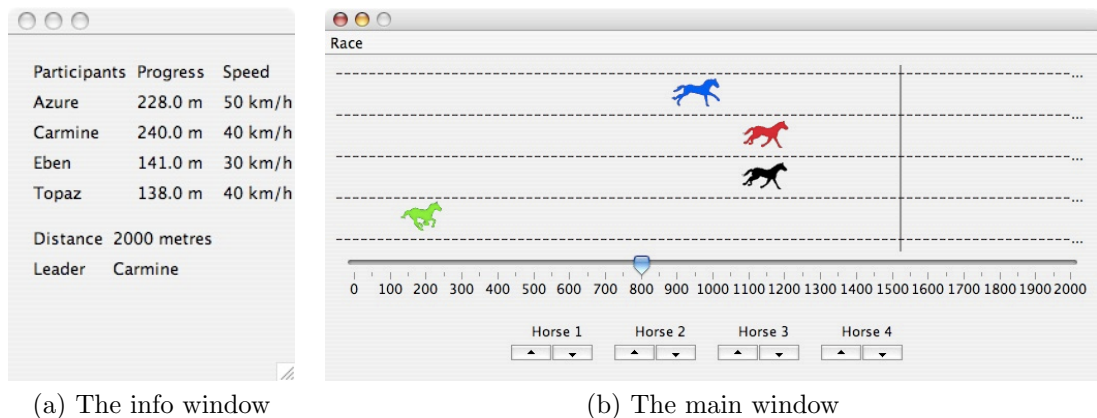 Participants Progress Speed
Azure 228.0 m 50 km/h
Carmine 240.0 m 40 km/h
Eben 141.0 m 30 km/h
Topaz 138.0 m 40 km/h
Distance 2000 metres
Leader Carmine
(a) The info window
Race
...
...
...
...
...
0 100 200 300 400 500 600 700 800 900 1000 1100 1200 1300 1400 1500 1600 1700 1800 1900 2000
Horse 1 Horse 2 Horse 3 Horse 4
(b) The main window